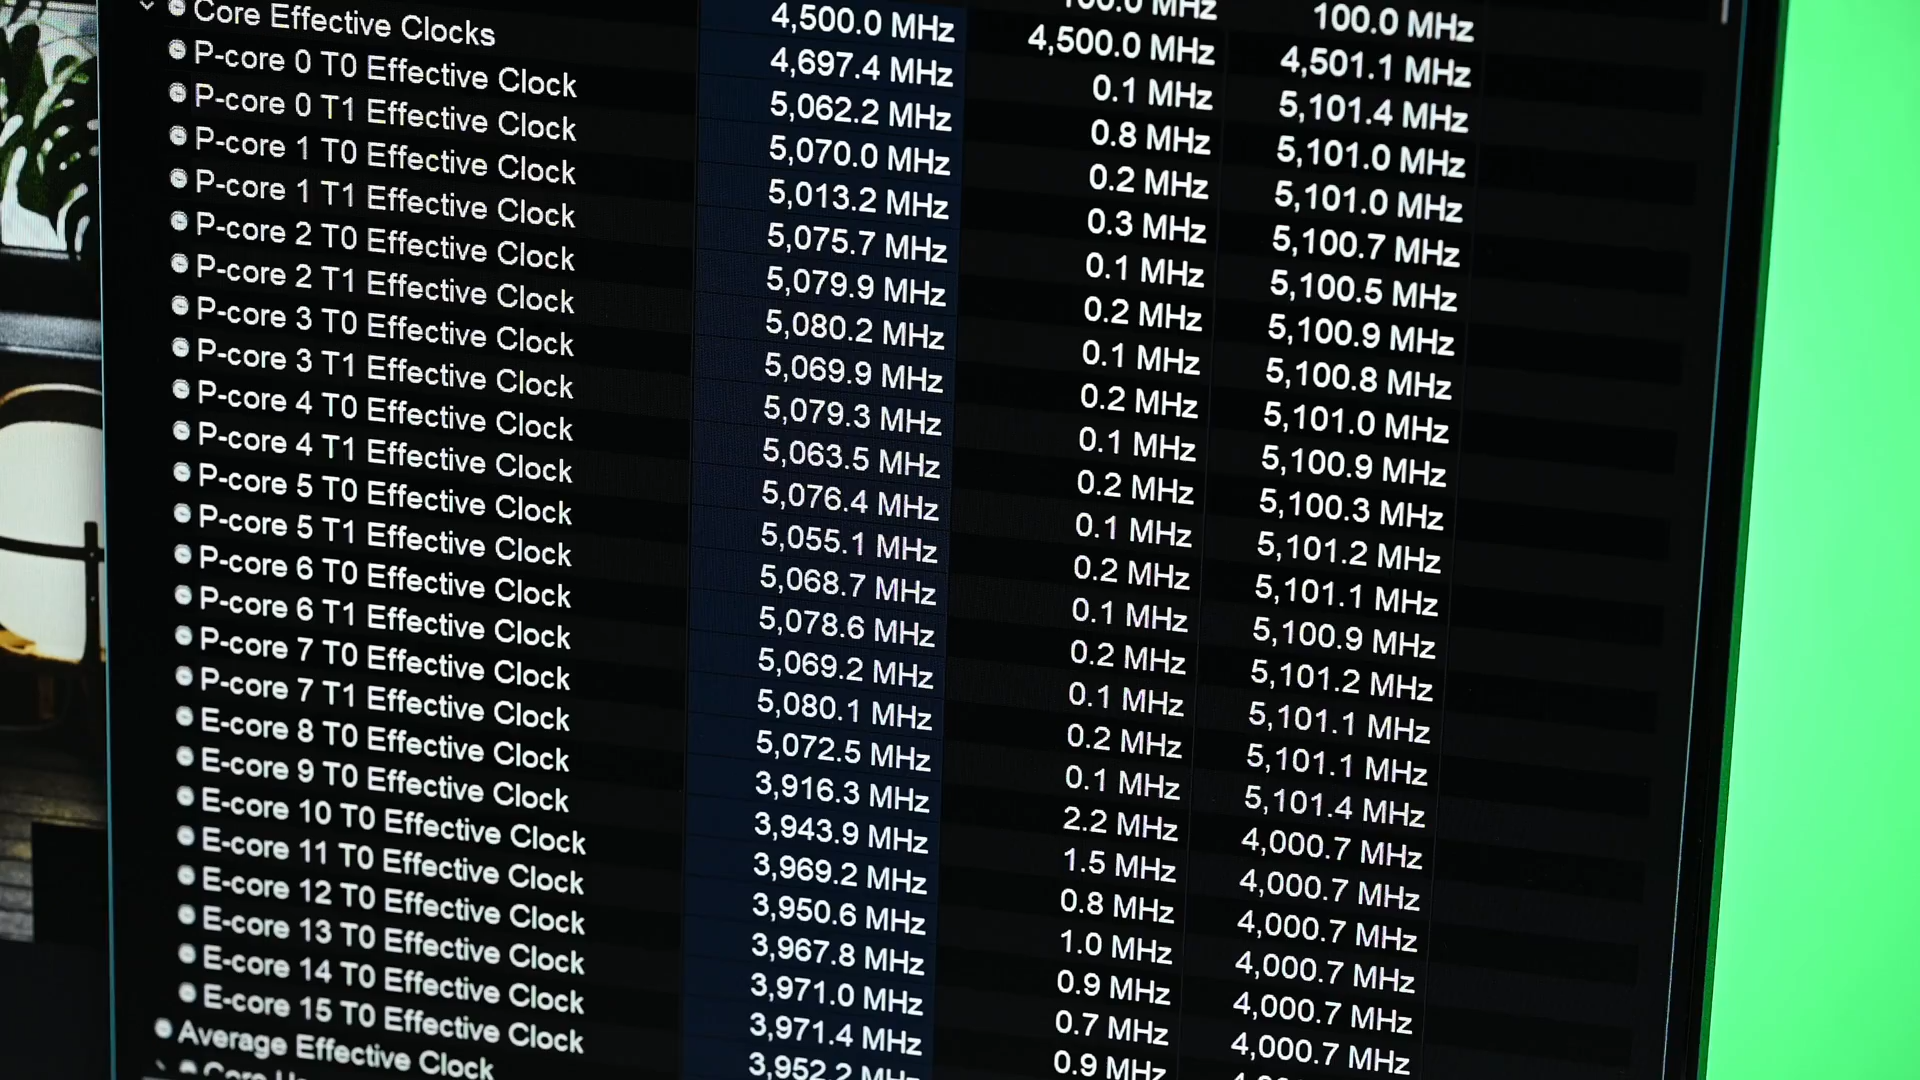 100.0 MHz 100.0 MHz
4,500.0 MHz 4,500.0 MHz 4,501.1 MHz
Core Effective Clocks 4,697.4 MHz 0.1 MHz 5,101.4 MHz
P-core 0 T0 Effective Clock 5,062.2 MHz 0.8 MHz 5,101.0 MHz
P-core 0 T1 Effective Clock 5,070.0 MHz 0.2 MHz 5,101.0 MHz
P-core 1 T0 Effective Clock 5,013.2 MHz 0.3 MHz 5,100.7 MHz
P-core 1 T1 Effective Clock 5,075.7 MHz 0.1 MHz 5,100.5 MHz
P-core 2 T0 Effective Clock 5,079.9 MHz 0.2 MHz 5,100.9 MHz
P-core 2 T1 Effective Clock 5,080.2 MHz 0.1 MHz 5,100.8 MHz
P-core 3 T0 Effective Clock 5,069.9 MHz 0.2 MHz 5,101.0 MHz
P-core 3 T1 Effective Clock 5,079.3 MHz 0.1 MHz 5,100.9 MHz
P-core 4 T0 Effective Clock 5,063.5 MHz 0.2 MHz 5,100.3 MHz
P-core 4 T1 Effective Clock 5,076.4 MHz 0.1 MHz 5,101.2 MHz
P-core 5 T0 Effective Clock 5,055.1 MHz 0.2 MHz 5,101.1 MHz
P-core 5 T1 Effective Clock 5,068.7 MHz 0.1 MHz 5,100.9 MHz
P-core 6 T0 Effective Clock 5,078.6 MHz 0.2 MHz 5,101.2 MHz
P-core 6 T1 Effective Clock 5,069.2 MHz 0.1 MHz 5,101.1 MHz
P-core 7 T0 Effective Clock 5,080.1 MHz 0.2 MHz 5,101.1 MHz
P-core 7 T1 Effective Clock 5,072.5 MHz 0.1 MHz 5,101.4 MHz
E-core 8 T0 Effective Clock 3,916.3 MHz 2.2 MHz 4,000.7 MHz
E-core 9 T0 Effective Clock 3,943.9 MHz 1.5 MHz 4,000.7 MHz
E-core 10 T0 Effective Clock 3,969.2 MHz 0.8 MHz 4,000.7 MHz
E-core 11 T0 Effective Clock 3,950.6 MHz 1.0 MHz 4,000.7 MHz
E-core 12 T0 Effective Clock 3,967.8 MHz 0.9 MHz 4,000.7 MHz
E-core 13 T0 Effective Clock 3,971.0 MHz 0.7 MHz 4,000.7 MHz
E-core 14 T0 Effective Clock 3,971.4 MHz 0.9 MHz
E-core 15 T0 Effective Clock 3,952.2 MHz
Average Effective Clock
Core